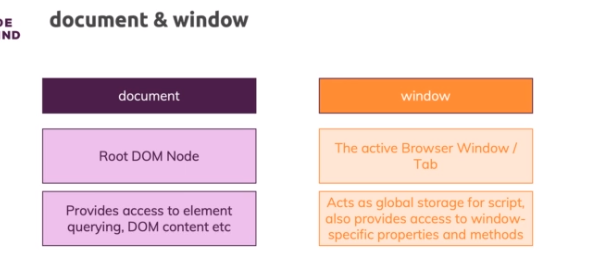 DE
ND
document & window
document
window
Root DOM Node
The active Browser Window /
Tab
Provides access to element
querying, DOM content etc
Acts as global storage for script,
also provides access to window-
specific properties and methods